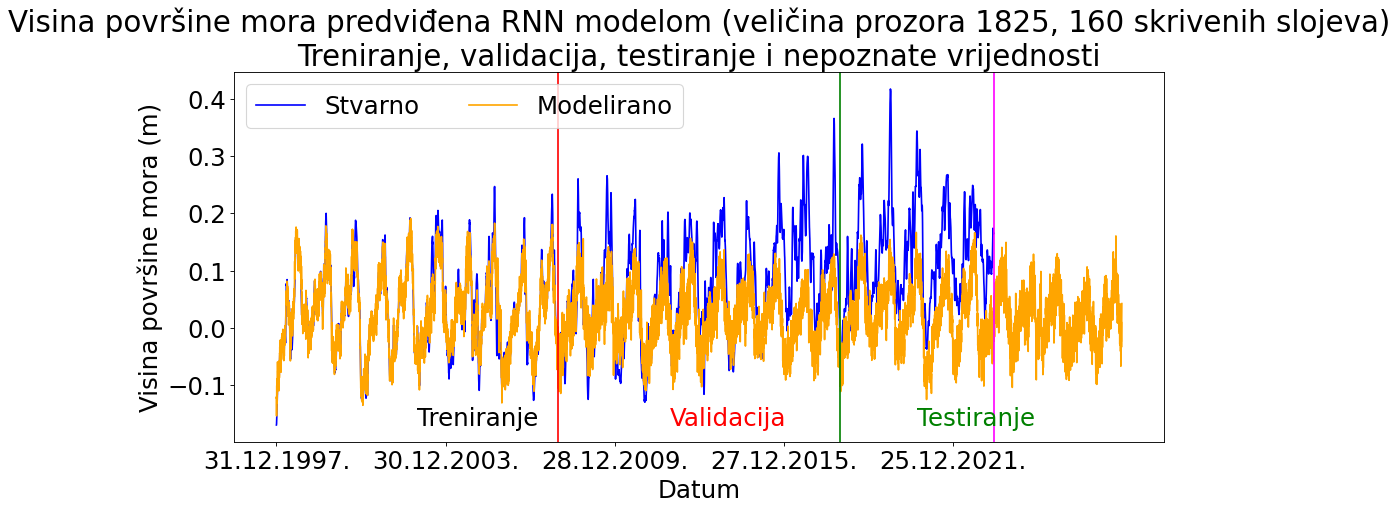 Visina površine mora predviđena RNN modelom (veličina prozora 1825, 160 skrivenih slojeva)
Treniranje, validacija, testiranje i nepoznate vrijednosti
Stvarno
Modelirano
Visina površine mora (m)
0.4
0.3
0.2
0.1
0.0
−0.1
Treniranje
Validacija
Testiranje
31.12.1997.
30.12.2003.
28.12.2009.
27.12.2015.
25.12.2021.
Datum